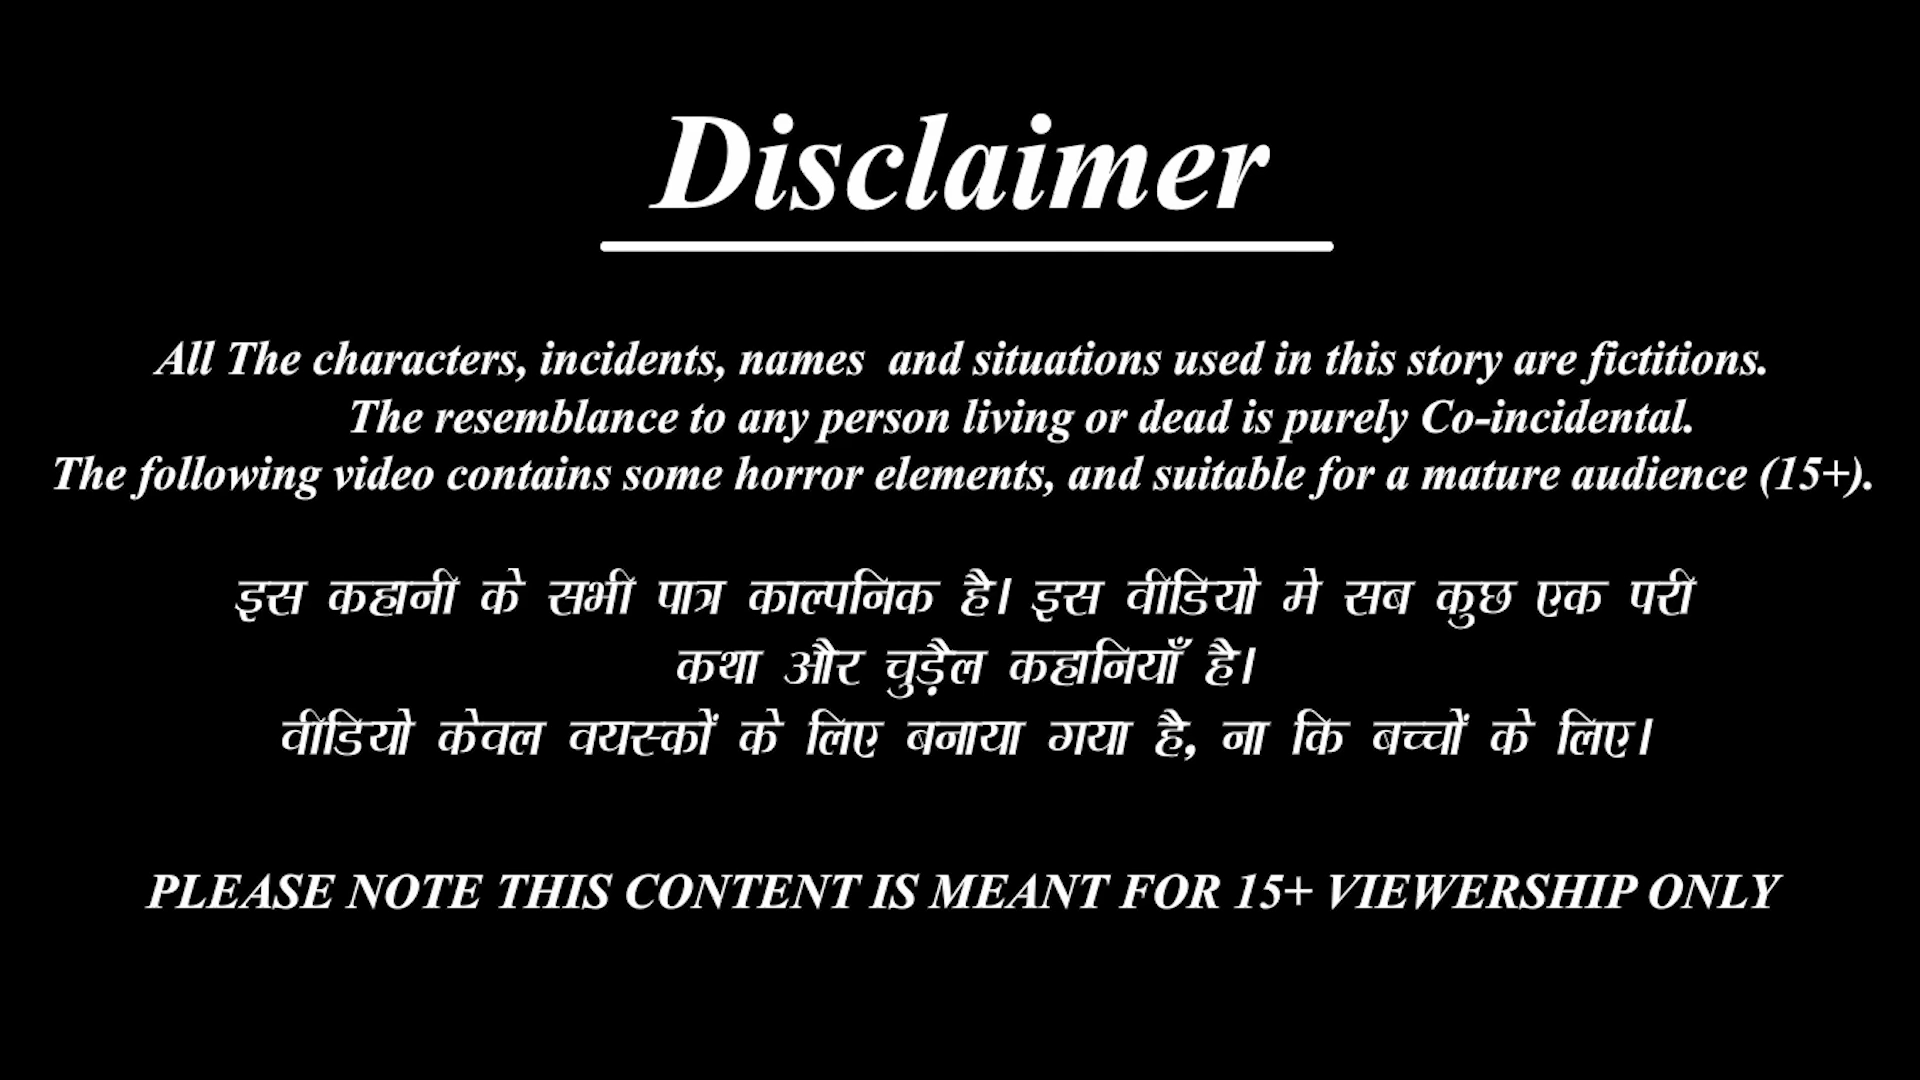 Disclaimer
All The characters, incidents, names and situations used in this story are fictitions.
The resemblance to any person living or dead is purely Co-incidental.
The following video contains some horror elements, and suitable for a mature audience (15+).
इस कहानी के सभी पात्र काल्पनिक है। इस वीडियो मे सब कुछ एक परी
कथा और चुड़ैल कहानियाँ है।
वीडियो केवल वयस्कों के लिए बनाया गया है, ना कि बच्चों के लिए।
PLEASE NOTE THIS CONTENT IS MEANT FOR 15+ VIEWERSHIP ONLY